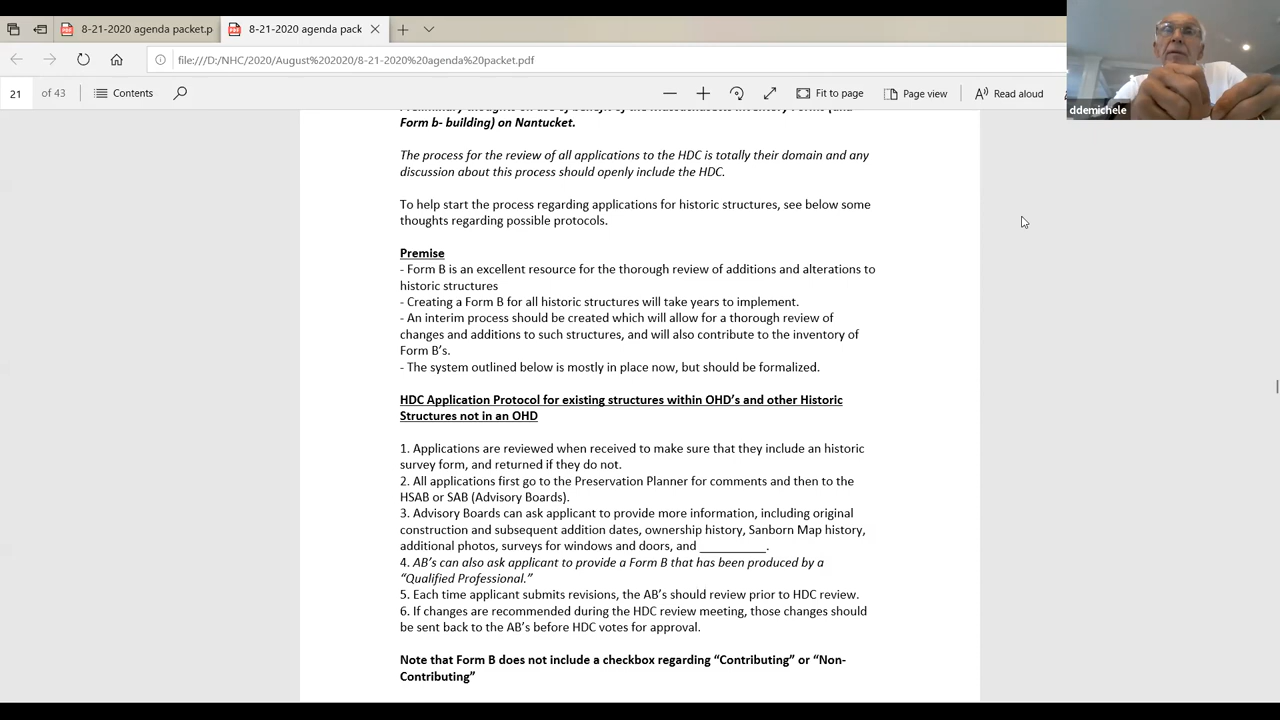 8-21-2020 agenda packet.p
8-21-2020 agenda pack
file:///D:/NHC/2020/August%202020/8-21-2020%20agenda%20packet.pdf
21 of 43
Contents
Fit to page
Page view
Read aloud
ddemichele
Form b- building) on Nantucket.
The process for the review of all applications to the HDC is totally their domain and any
discussion about this process should openly include the HDC.
To help start the process regarding applications for historic structures, see below some
thoughts regarding possible protocols.
Premise
- Form B is an excellent resource for the thorough review of additions and alterations to
historic structures
- Creating a Form B for all historic structures will take years to implement.
- An interim process should be created which will allow for a thorough review of
changes and additions to such structures, and will also contribute to the inventory of
Form B's.
- The system outlined below is mostly in place now, but should be formalized.
HDC Application Protocol for existing structures within OHD's and other Historic
Structures not in an OHD
1. Applications are reviewed when received to make sure that they include an historic
survey form, and returned if they do not.
2. All applications first go to the Preservation Planner for comments and then to the
HSAB or SAB (Advisory Boards).
3. Advisory Boards can ask applicant to provide more information, including original
construction and subsequent addition dates, ownership history, Sanborn Map history,
additional photos, surveys for windows and doors, and __________.
4. AB's can also ask applicant to provide a Form B that has been produced by a
“Qualified Professional.”
5. Each time applicant submits revisions, the AB's should review prior to HDC review.
6. If changes are recommended during the HDC review meeting, those changes should
be sent back to the AB's before HDC votes for approval.
Note that Form B does not include a checkbox regarding “Contributing” or “Non-
Contributing”